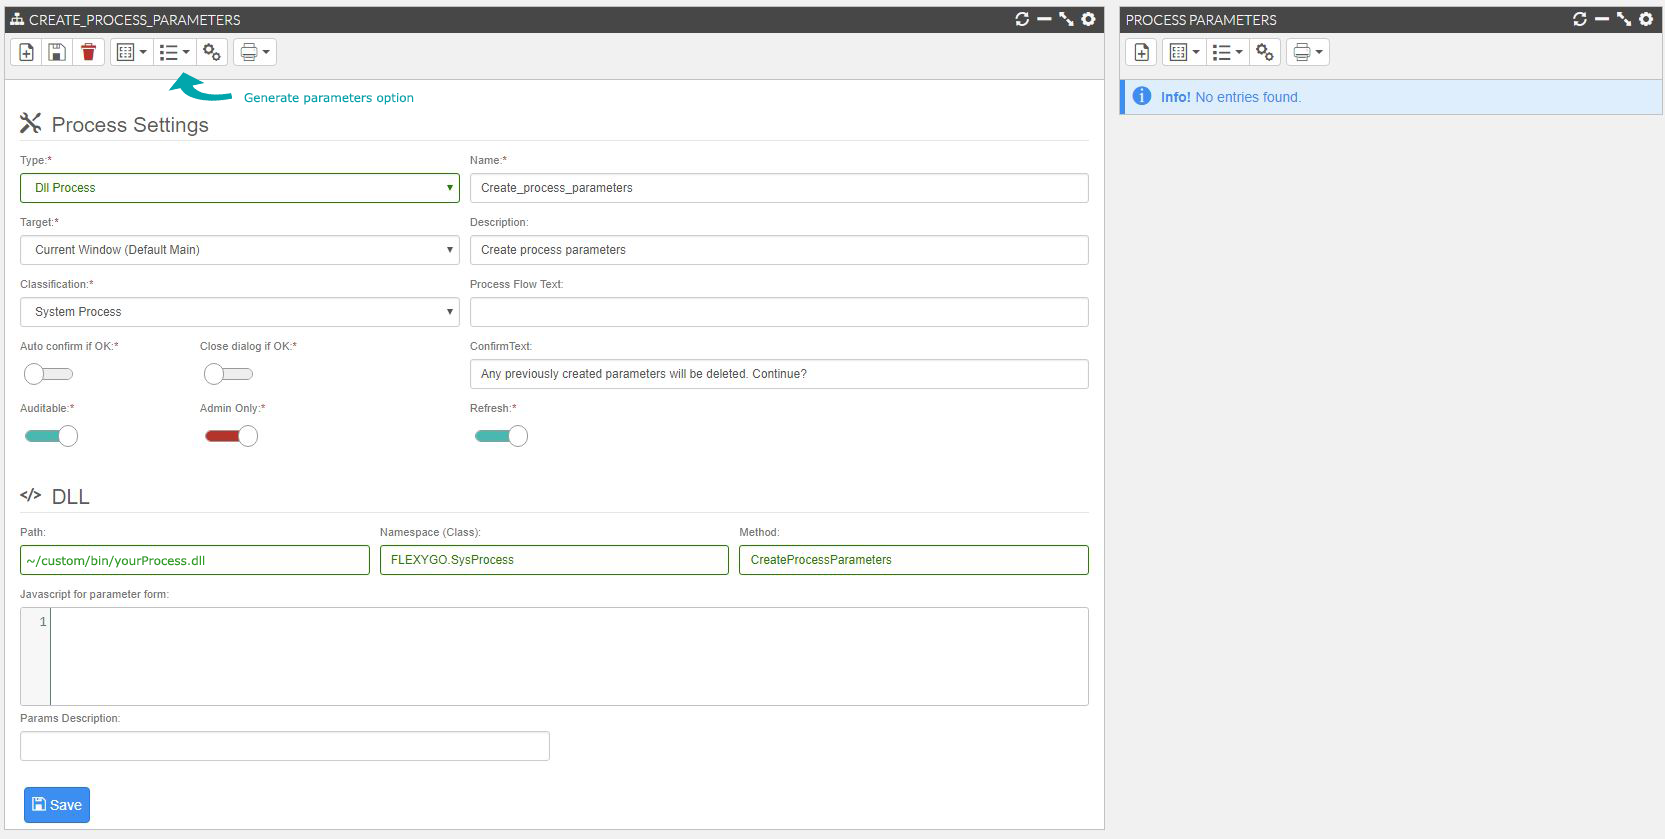 CREATE_PROCESS_PARAMETERS
Generate parameters option
Process Settings
Type:*
Name:*
Dll Process
Create_process_parameters
Target:*
Description:
Current Window (Default Main)
Create process parameters
Classification:*
Process Flow Text:
System Process
Auto confirm if OK:*
Close dialog if OK:*
ConfirmText:
Any previously created parameters will be deleted. Continue?
Auditable:*
Admin Only:*
Refresh:*
</> DLL
Path:
Namespace (Class):
Method:
~/custom/bin/yourProcess.dll
FLEXYGO.SysProcess
CreateProcessParameters
Javascript for parameter form:
1
Params Description:
Save
PROCESS PARAMETERS
Info! No entries found.